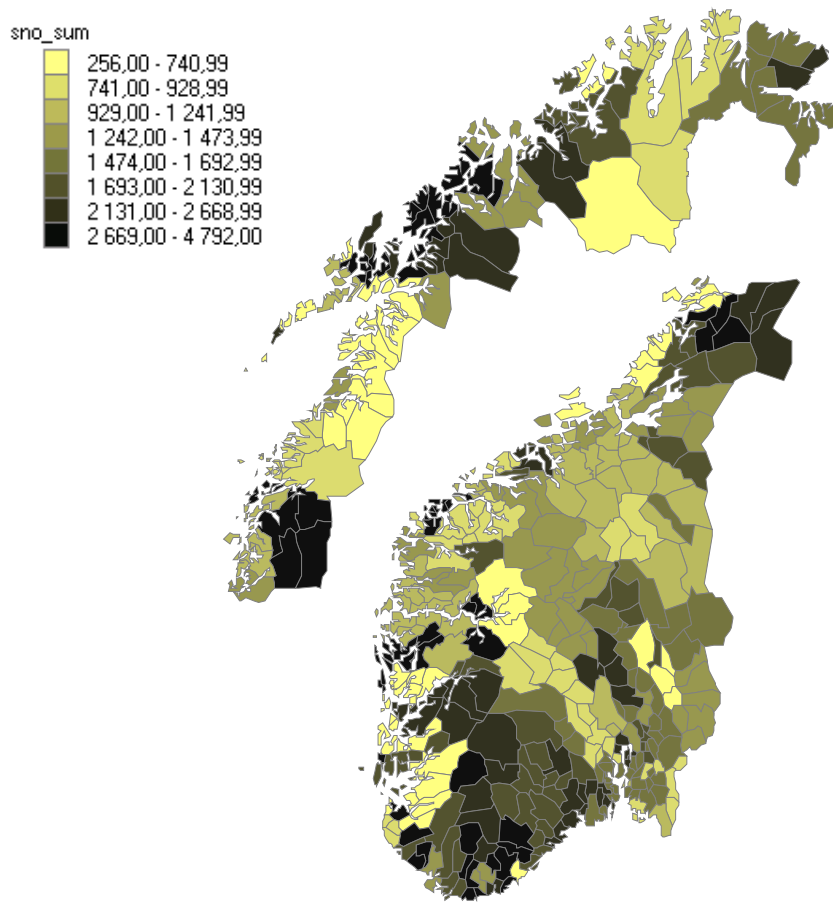 sno_sum
256,00 - 740,99
741,00 - 928,99
929,00 - 1 241,99
1 242,00 - 1 473,99
1 474,00 - 1 692,99
1 693,00 - 2 130,99
2 131,00 - 2 668,99
2 669,00 - 4 792,00